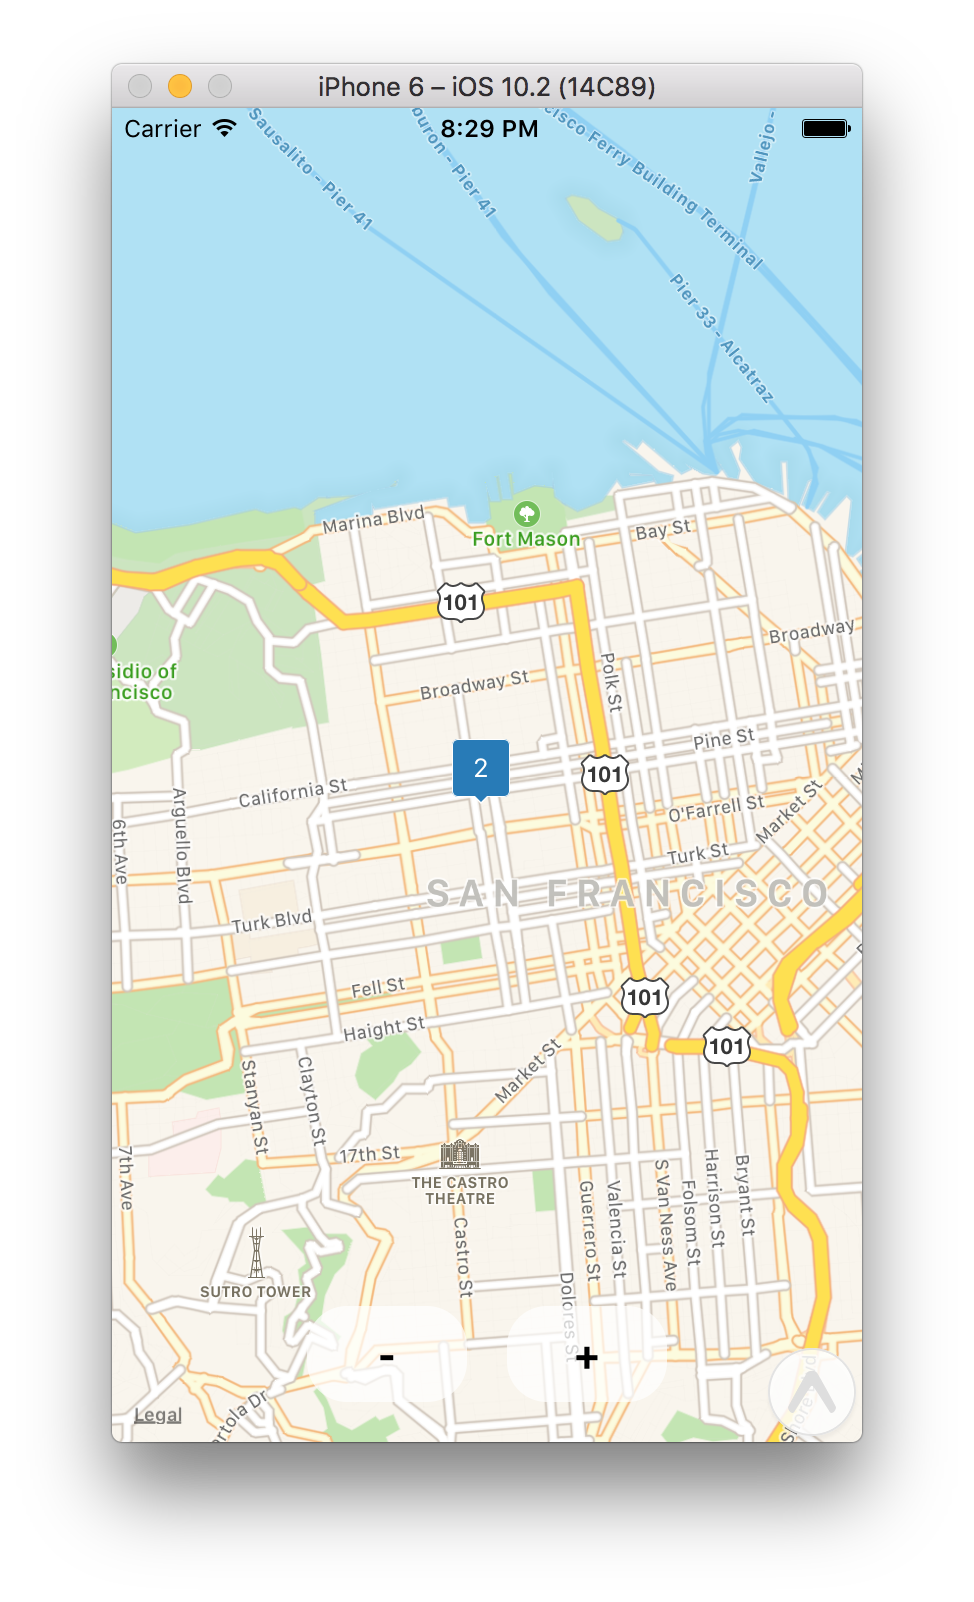 iPhone 6 – iOS 10.2 (14C89)
Carrier
8:29 PM
Sausalito - Pier 41
buron - Pier 41
cisco Ferry Building Terminal
Vallejo -
Pier 33 - Alcatraz
Marina Blvd
Fort Mason
Bay St
101
Broadway
sidio of
ncisco
Broadway St
Polk St
Pine St
2
101
California St
O'Farrell St
Market St
Arguello Blvd
6th Ave
Turk St
SAN FRANCISCO
Turk Blvd
Fell St
101
Haight St
101
Market St
Stanyan St
Clayton St
17th St
7th Ave
THE CASTRO
THEATRE
Castro St
Guerrero St
Valencia St
S Van Ness Ave
Folsom St
Harrison St
Bryant St
SUTRO TOWER
Dolores St
-
+
Legal
ortola Dr